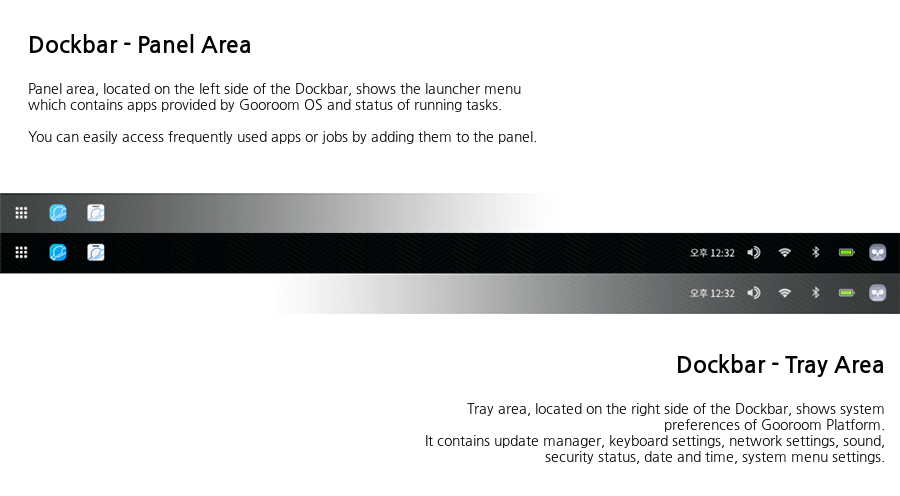 Dockbar - Panel Area
Panel area, located on the left side of the Dockbar, shows the launcher menu
which contains apps provided by Gooroom OS and status of running tasks.
You can easily access frequently used apps or jobs by adding them to the panel.
오후 12:32
오후 12:32
Dockbar - Tray Area
Tray area, located on the right side of the Dockbar, shows system
preferences of Gooroom Platform.
It contains update manager, keyboard settings, network settings, sound,
security status, date and time, system menu settings.